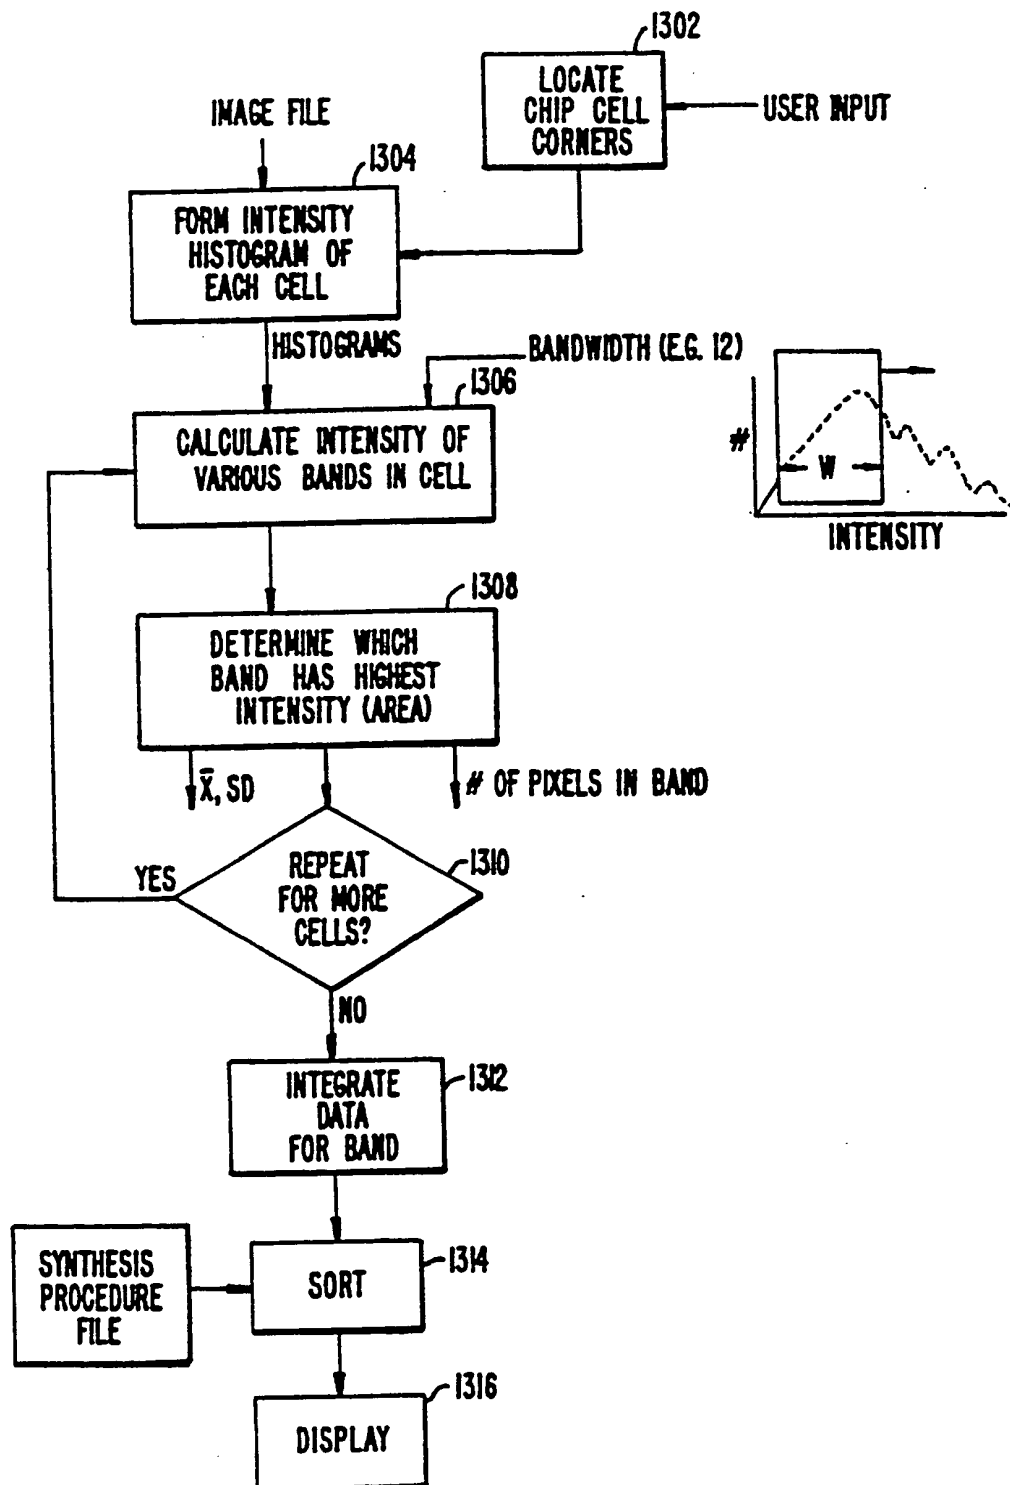 1302
LOCATE
CHIP CELL
CORNERS
USER INPUT
IMAGE FILE
1304
FORM INTENSITY
HISTOGRAM OF
EACH CELL
HISTOGRAMS
BANDWIDTH (E.G. 12)
1306
CALCULATE INTENSITY OF
VARIOUS BANDS IN CELL
#
W
INTENSITY
1308
DETERMINE WHICH
BAND HAS HIGHEST
INTENSITY (AREA)
X̄, SD
# OF PIXELS IN BAND
1310
REPEAT
FOR MORE
CELLS?
YES
NO
1312
INTEGRATE
DATA
FOR BAND
1314
SORT
SYNTHESIS
PROCEDURE
FILE
1316
DISPLAY